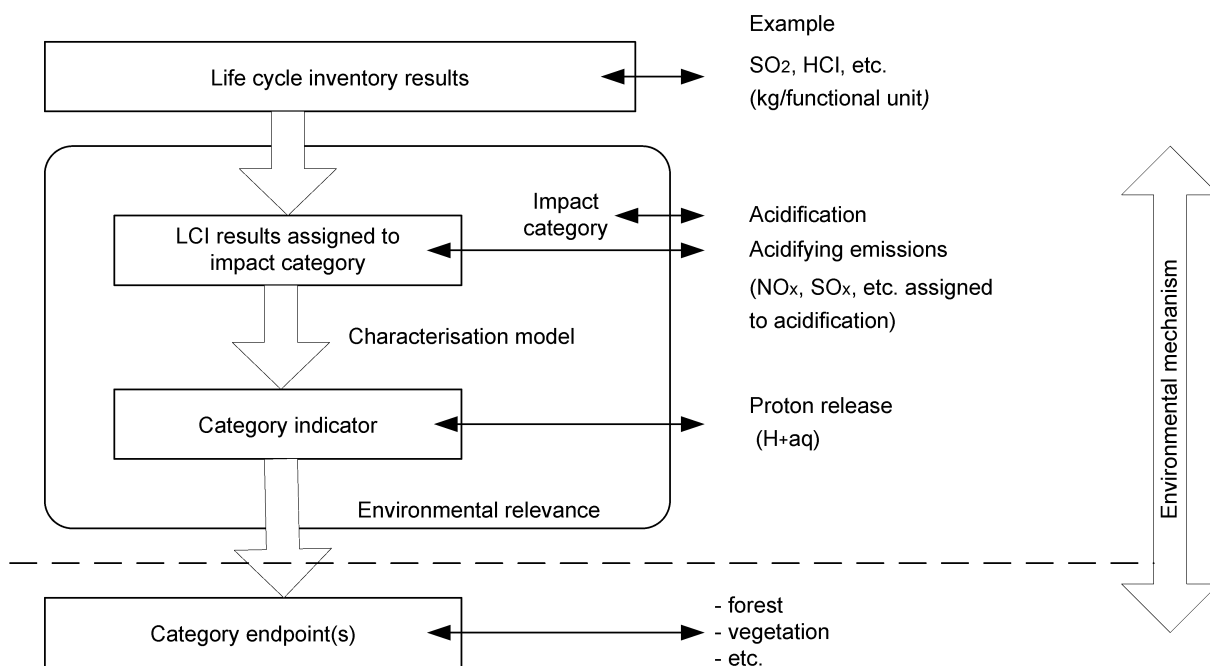 Example
Life cycle inventory results
SO2, HCl, etc.
(kg/functional unit)
Impact
category
Acidification
LCI results assigned to
impact category
Acidifying emissions
(NOx, SOx, etc. assigned
to acidification)
Characterisation model
Category indicator
Proton release
(H+aq)
Environmental relevance
Environmental mechanism
Category endpoint(s)
- forest
- vegetation
- etc.